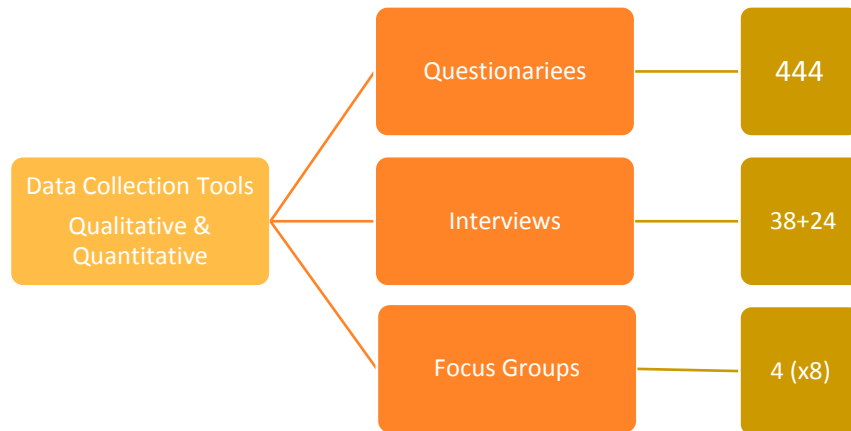 Questionariees
444
Data Collection Tools
Qualitative &
Quantitative
Interviews
38+24
Focus Groups
4 (x8)